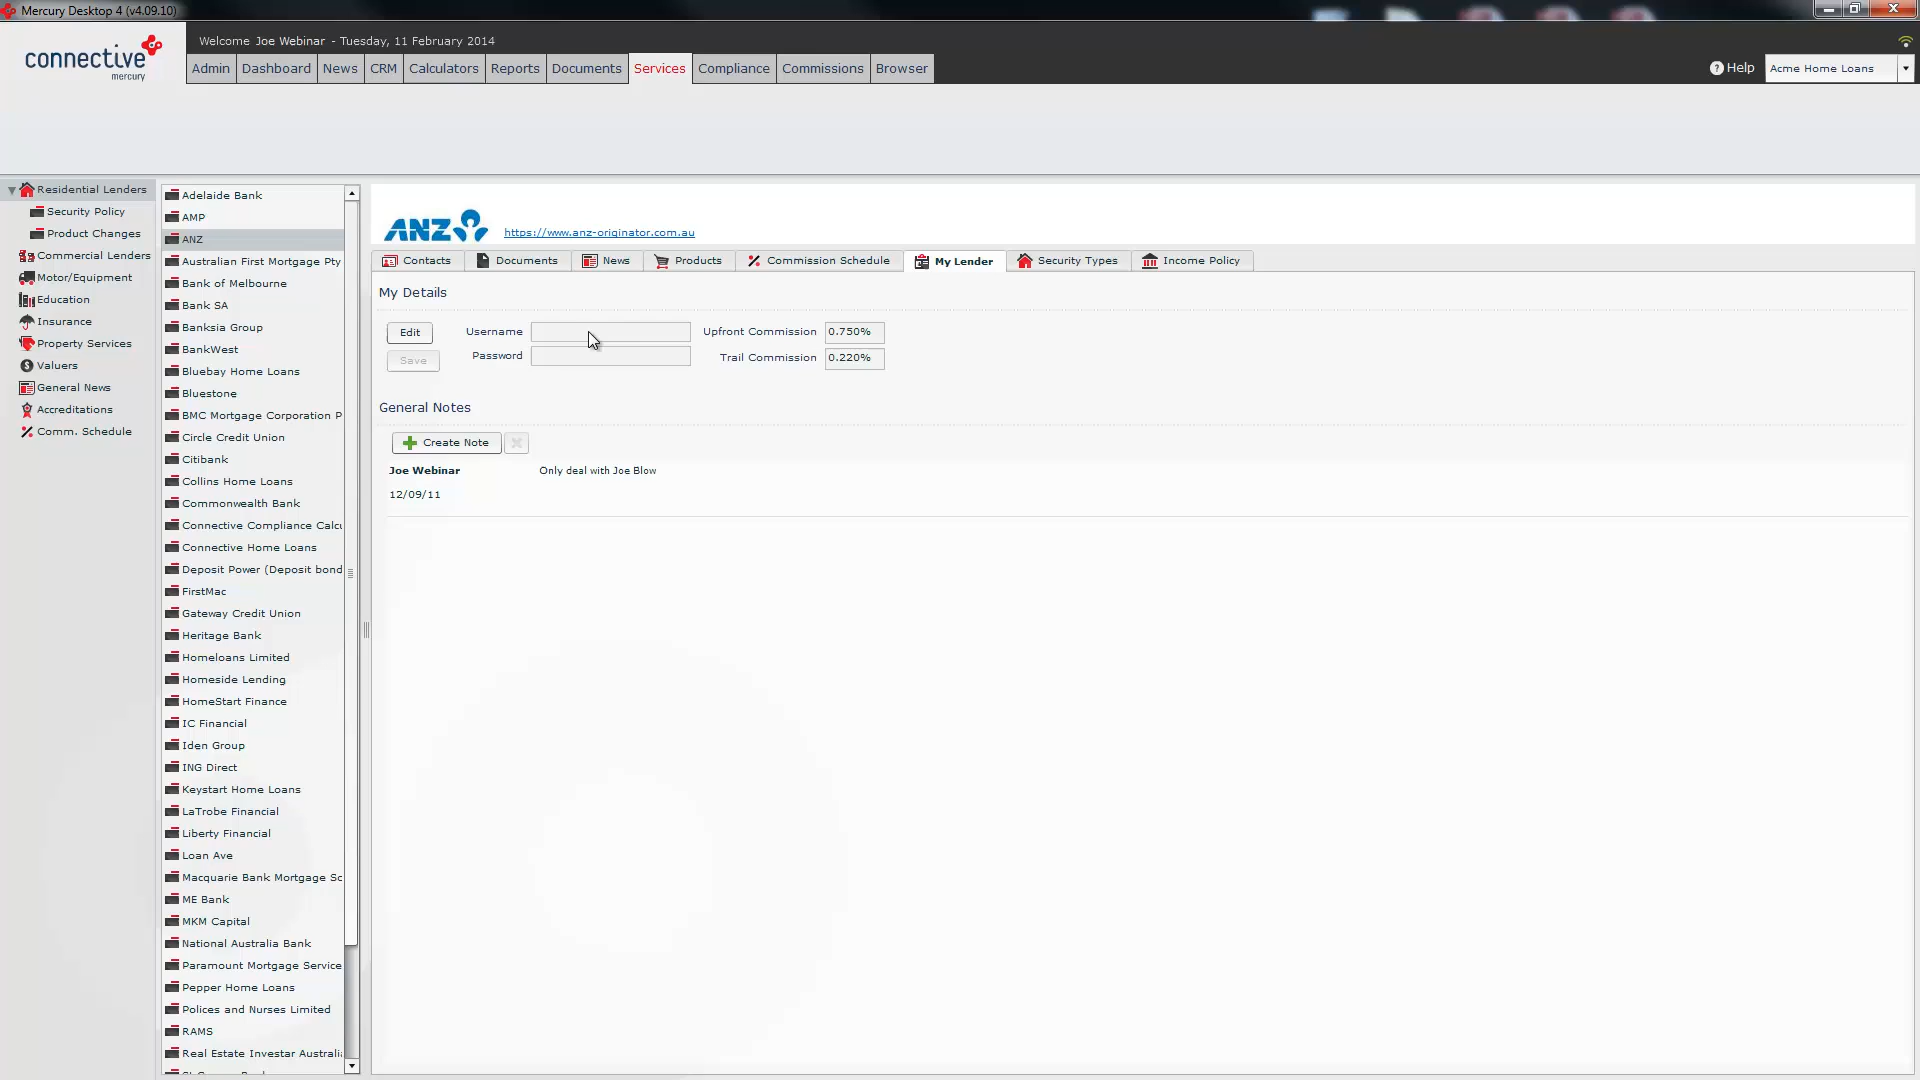 Mercury Desktop 4 (v4.09.10)
connective
mercury
Welcome Joe Webinar - Tuesday, 11 February 2014
Admin Dashboard News CRM Calculators Reports Documents Services Compliance Commissions Browser
? Help
Acme Home Loans
Residential Lenders
Security Policy
Product Changes
Commercial Lenders
Motor/Equipment
Education
Insurance
Property Services
Valuers
General News
Accreditations
Comm. Schedule
Adelaide Bank
AMP
ANZ
Australian First Mortgage Pty
Bank of Melbourne
Bank SA
Banksia Group
BankWest
Bluebay Home Loans
Bluestone
BMC Mortgage Corporation P
Circle Credit Union
Citibank
Collins Home Loans
Commonwealth Bank
Connective Compliance Calcu
Connective Home Loans
Deposit Power (Deposit bond
FirstMac
Gateway Credit Union
Heritage Bank
Homeloans Limited
Homeside Lending
HomeStart Finance
IC Financial
Iden Group
ING Direct
Keystart Home Loans
LaTrobe Financial
Liberty Financial
Loan Ave
Macquarie Bank Mortgage So
ME Bank
MKM Capital
National Australia Bank
Paramount Mortgage Service
Pepper Home Loans
Polices and Nurses Limited
RAMS
Real Estate Investar Australia
ANZ
https://www.anz-originator.com.au
Contacts Documents News Products Commission Schedule My Lender Security Types Income Policy
My Details
Edit Username Upfront Commission 0.750%
Save Password Trail Commission 0.220%
General Notes
Create Note
Joe Webinar Only deal with Joe Blow
12/09/11